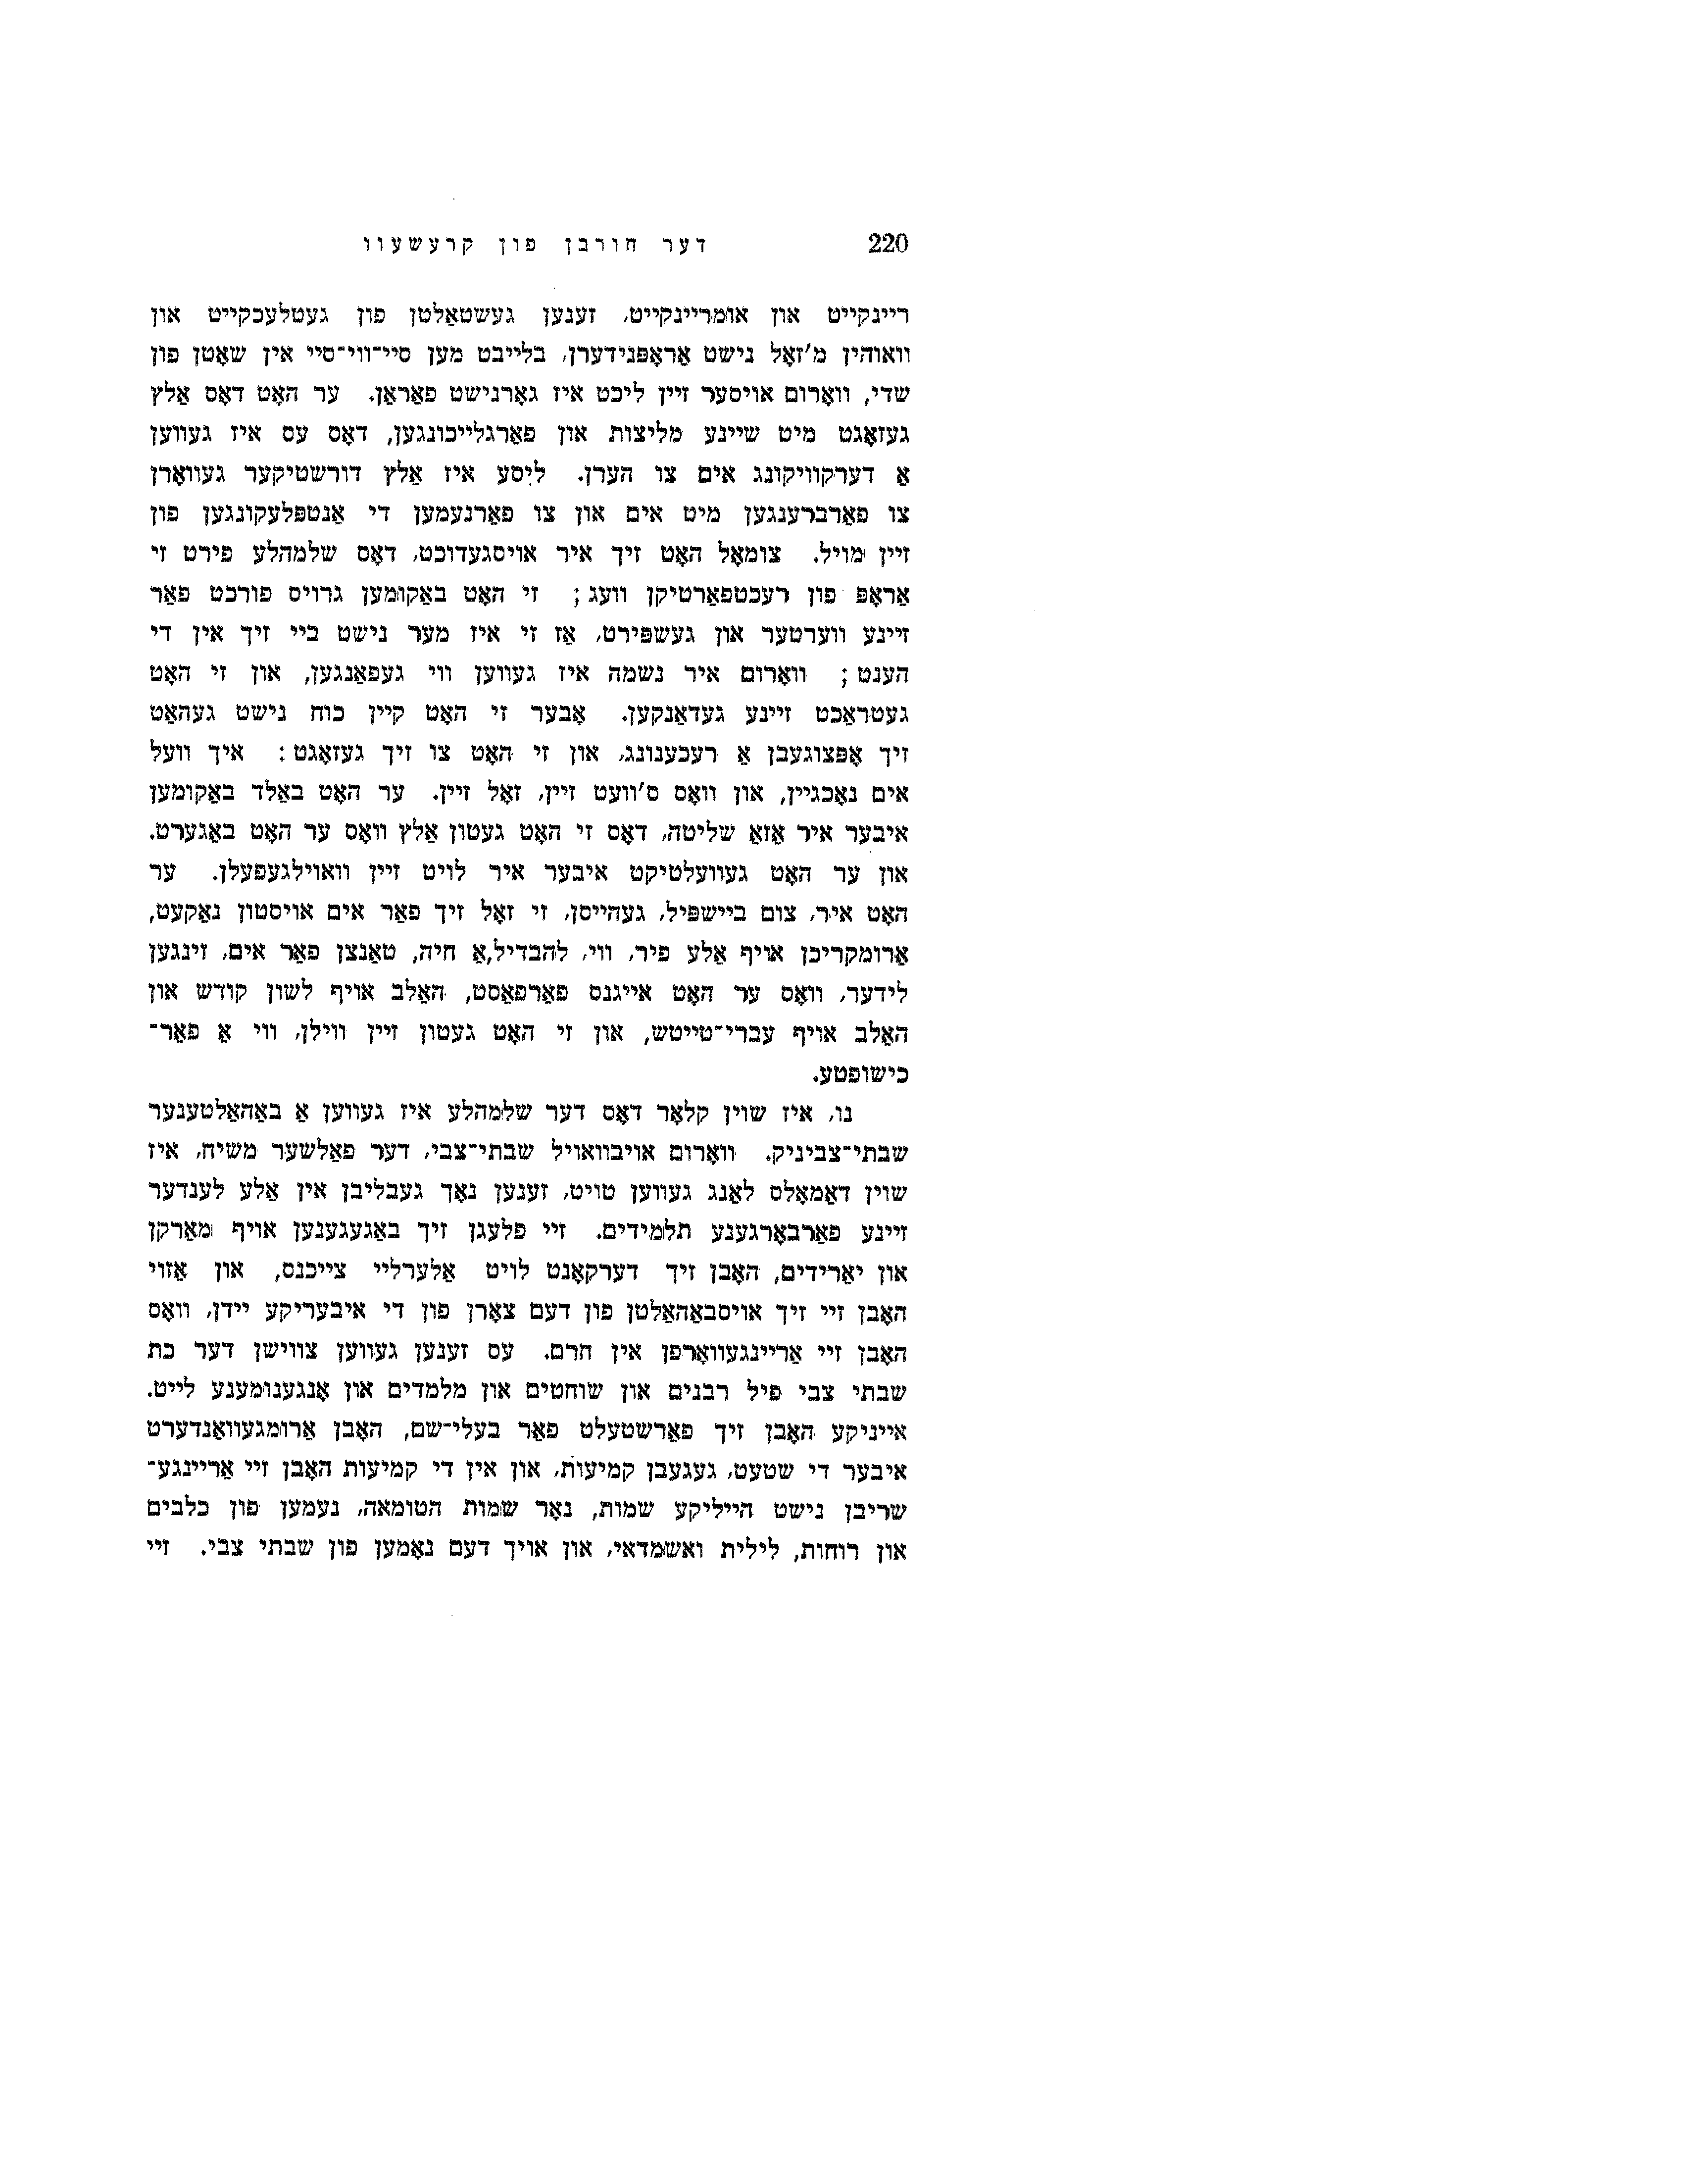 220 דער חורבן פון קרעשעוו
ריינקייט און אומריינקייט, זענען געשטאַלטן פון געטלעכקייט און
וואוהין מ'זאָל נישט אַראָפּנידערן, בלייבט מען סיי־ווי־סיי אין שאָטן פון
שדי, וואָרום אויסער זיין ליכט איז גאָרנישט פאַראַן. ער האָט דאָס אַלץ
געזאָגט מיט שיינע מליצות און פאַרגלייכונגען, דאָס עס איז געווען
אַ דערקוויקונג אים צו הערן. ליסע איז אַלץ דורשטיקער געוואָרן
צו פאַרברענגען מיט אים און צו פאַרנעמען די אַנטפּלעקונגען פון
זיין מויל. צומאָל האָט זיך איר אויסגעדוכט, דאָס שלמהלע פירט זי
אַראָפּ פון רעכטפאַרטיקן וועג; זי האָט באַקומען גרויס פורכט פאַר
זיינע ווערטער און געשפּירט, אַז זי איז מער נישט ביי זיך אין די
הענט; וואָרום איר נשמה איז געווען ווי געפאַנגען, און זי האָט
געטראַכט זיינע געדאַנקען. אָבער זי האָט קיין כוח נישט געהאַט
זיך אָפּצוגעבן אַ רעכענונג, און זי האָט צו זיך געזאָגט: איך וועל
אים נאָכגיין, און וואָס ס'וועט זיין, זאָל זיין. ער האָט באַלד באַקומען
איבער איר אַזאַ שליטה, דאָס זי האָט געטון אַלץ וואָס ער האָט באַגערט.
און ער האָט געוועלטיקט איבער איר לויט זיין וואוילגעפעלן. ער
האָט איר, צום ביישפּיל, געהייסן, זי זאָל זיך פאַר אים אויסטון נאַקעט,
אַרומקריכן אויף אַלע פיר, ווי, להבדיל,אַ חיה, טאַנצן פאַר אים, זינגען
לידער, וואָס ער האָט אייגנס פאַרפאַסט, האַלב אויף לשון קודש און
האַלב אויף עברי־טייטש, און זי האָט געטון זיין ווילן, ווי אַ פאַר־
כישופטע.
נו, איז שוין קלאָר דאָס דער שלמהלע איז געווען אַ באַהאַלטענער
שבתי־צביניק. וואָרום אויבוואויל שבתי־צבי, דער פאַלשער משיח, איז
שוין דאַמאָלס לאַנג געווען טויט, זענען נאָך געבליבן אין אַלע לענדער
זיינע פאַרבאָרגענע תלמידים. זיי פלעגן זיך באַגעגענען אויף מאַרקן
און יאַרידים, האָבן זיך דערקאָנט לויט אַלערליי צייכנס, און אַזוי
האָבן זיי זיך אויסבאַהאַלטן פון דעם צאָרן פון די איבעריקע יידן, וואָס
האָבן זיי אַריינגעוואָרפן אין חרם. עס זענען געווען צווישן דער כת
שבתי צבי פיל רבנים און שוחטים און מלמדים און אָנגענומענע לייט.
אייניקע האָבן זיך פאַרשטעלט פאַר בעלי־שם, האָבן אַרומגעוואַנדערט
איבער די שטעט, געגעבן קמיעות, און אין די קמיעות האָבן זיי אַריינגע־
שריבן נישט הייליקע שמות, נאָר שמות הטומאה, נעמען פון כלבים
און רוחות, לילית ואשמדאי, און אויך דעם נאָמען פון שבתי צבי. זיי